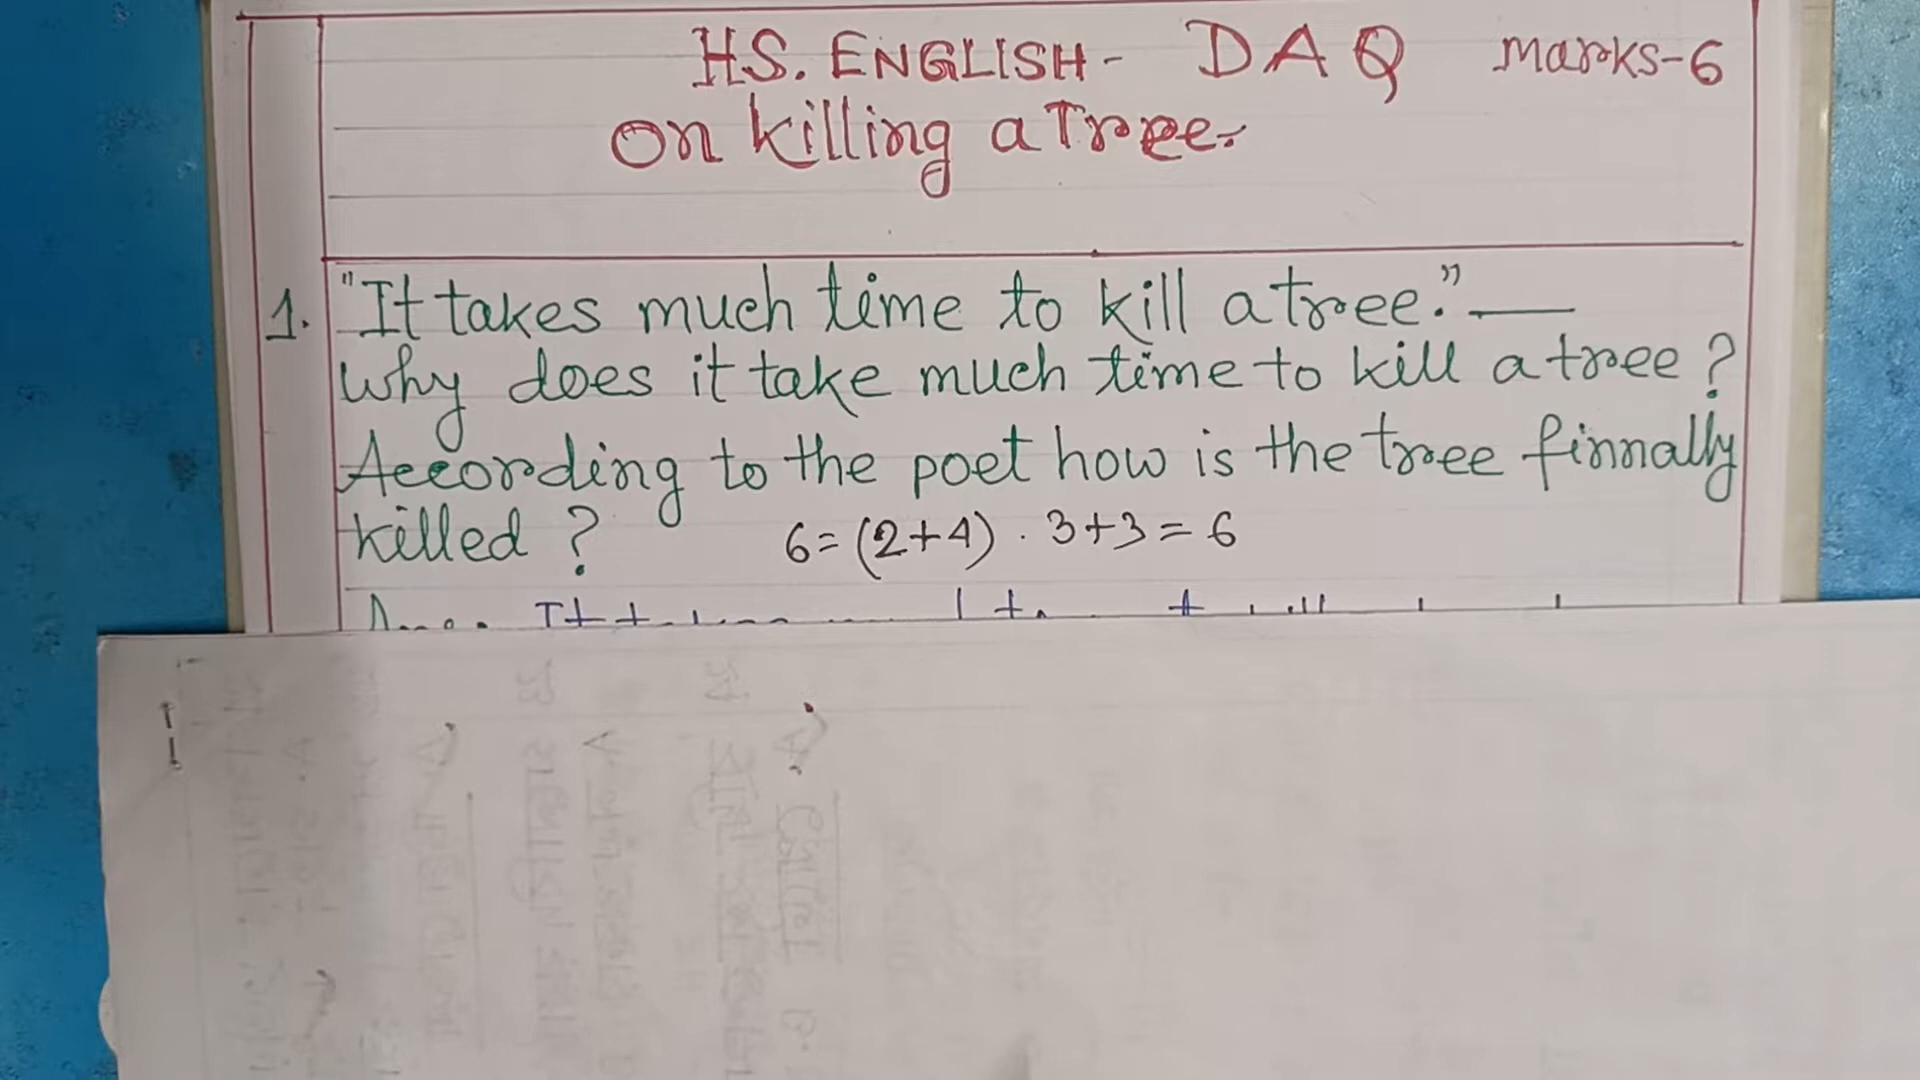 HS. ENGLISH- DAQ marks-6
On killing a Tree.
1. "It takes much time to kill a tree."—
Why does it take much time to kill a tree?
According to the poet how is the tree finnally
killed? 6=(2+4). 3+3=6